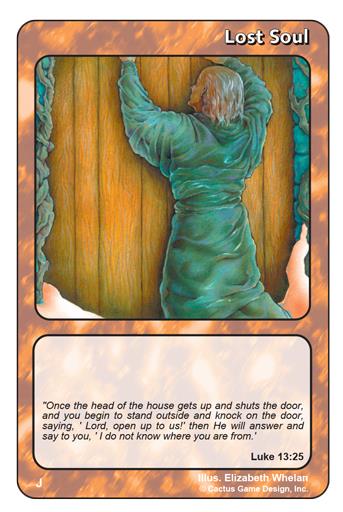 Lost Soul
"Once the head of the house gets up and shuts the door,
and you begin to stand outside and knock on the door,
saying, ' Lord, open up to us!' then He will answer and
say to you, ' I do not know where you are from.'
Luke 13:25
Illus. Elizabeth Whelan
J © Cactus Game Design, Inc.